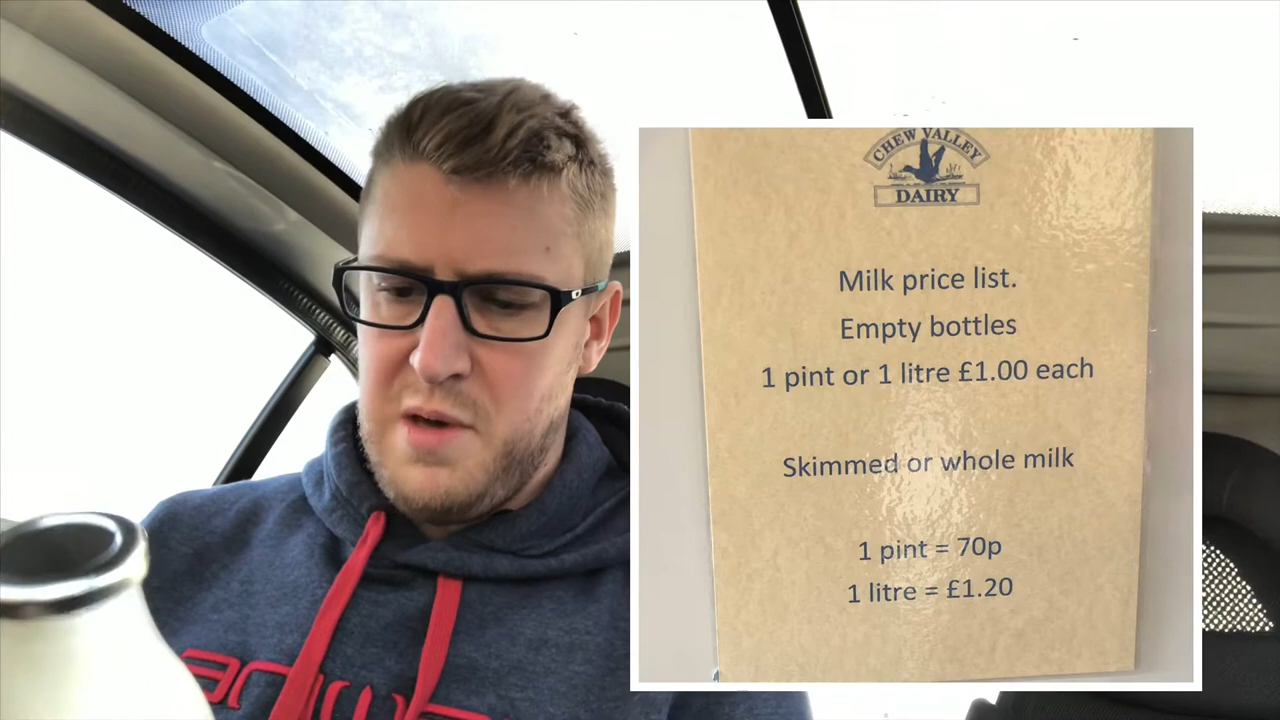 CHEW VALLEY
DAIRY
Milk price list.
Empty bottles
1 pint or 1 litre £1.00 each
Skimmed or whole milk
1 pint = 70p
1 litre = £1.20